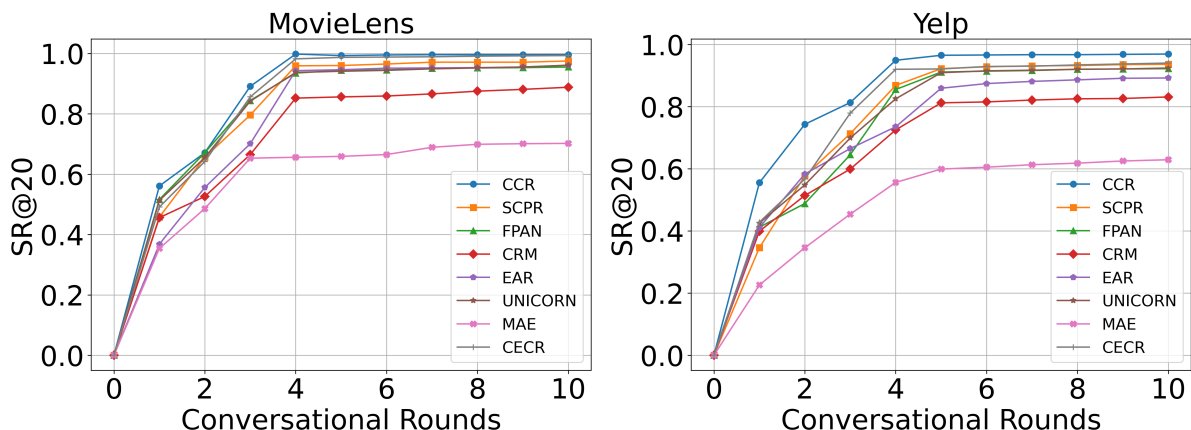 MovieLens
SR@20
1.0
0.8
0.6
0.4
0.2
0.0
0 2 4 6 8 10
Conversational Rounds
CCR
SCPR
FPAN
CRM
EAR
UNICORN
MAE
CECR
Yelp
SR@20
1.0
0.8
0.6
0.4
0.2
0.0
0 2 4 6 8 10
Conversational Rounds
CCR
SCPR
FPAN
CRM
EAR
UNICORN
MAE
CECR